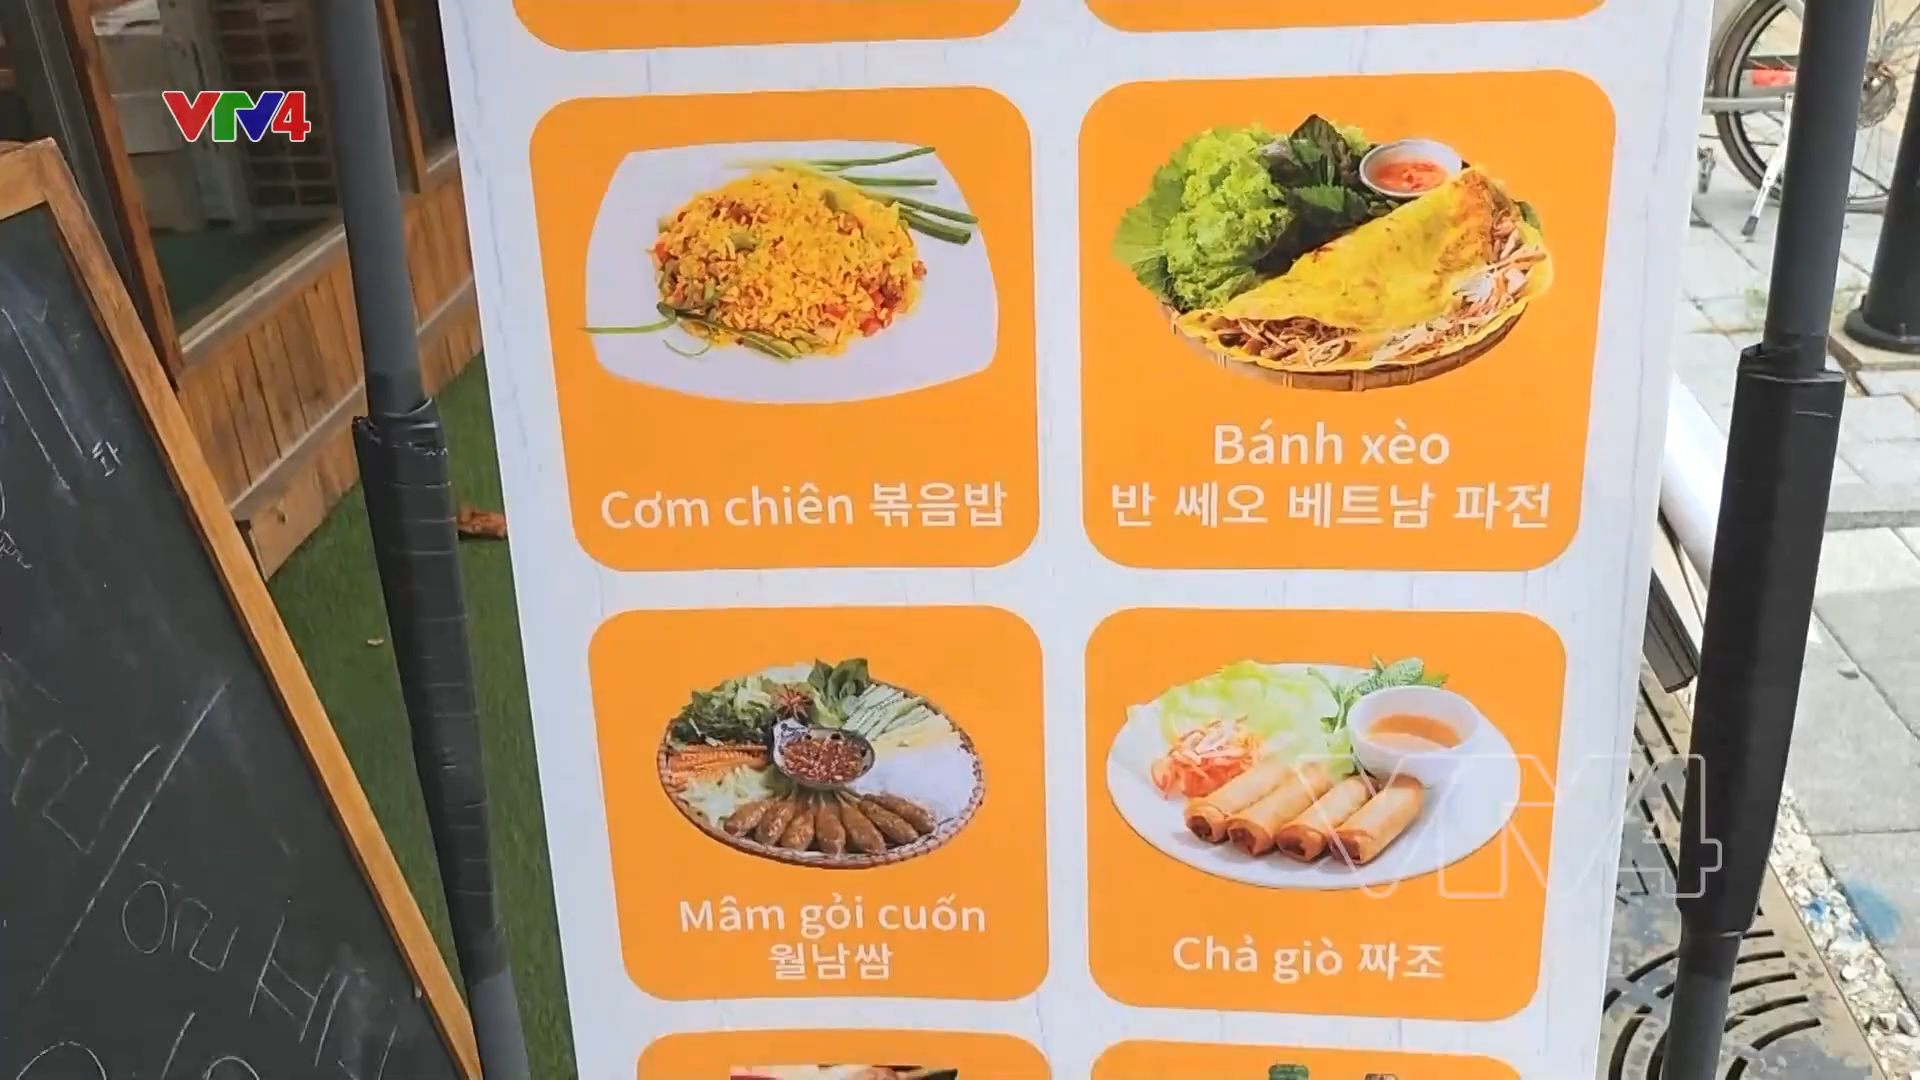 VTV4
Cơm chiên 볶음밥
Bánh xèo
반 쎄오 베트남 파전
Mâm gỏi cuốn
월남쌈
Chả giò 짜조
VTV4